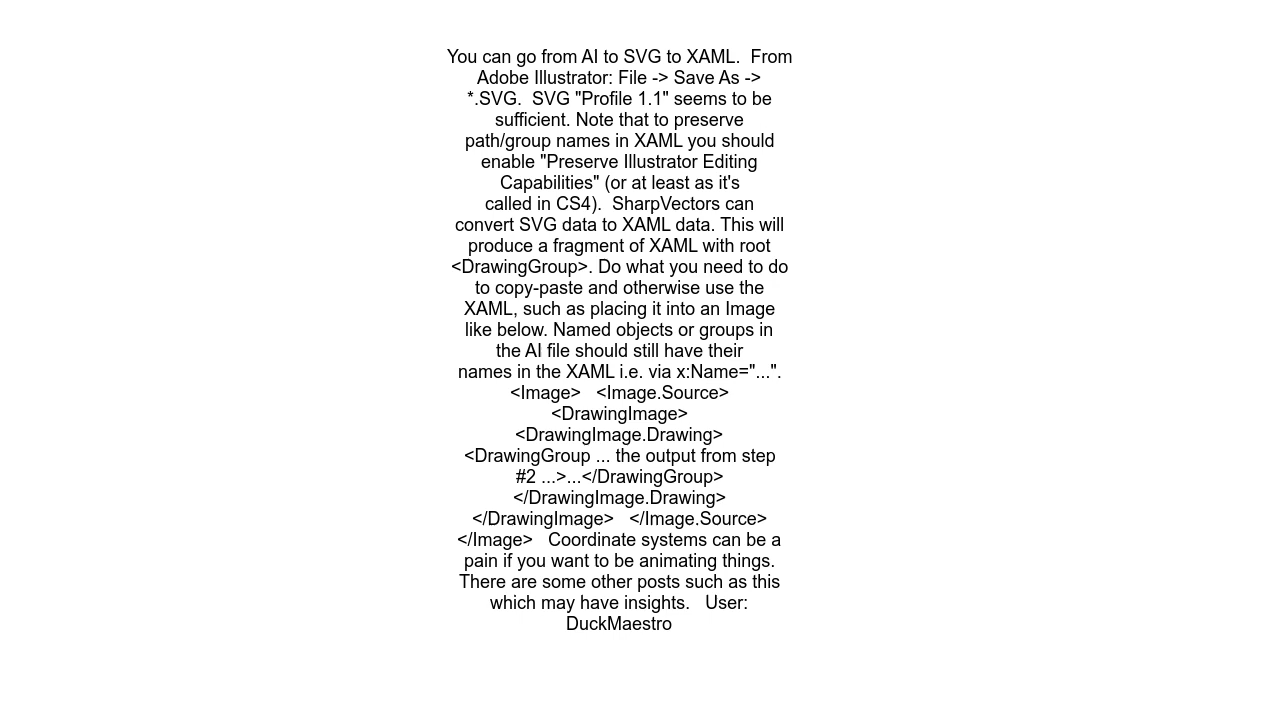 You can go from AI to SVG to XAML.  From
Adobe Illustrator: File -> Save As ->
*.SVG.  SVG "Profile 1.1" seems to be
sufficient. Note that to preserve
path/group names in XAML you should
enable "Preserve Illustrator Editing
Capabilities" (or at least as it's
called in CS4).  SharpVectors can
convert SVG data to XAML data. This will
produce a fragment of XAML with root
<DrawingGroup>. Do what you need to do
to copy-paste and otherwise use the
XAML, such as placing it into an Image
like below. Named objects or groups in
the AI file should still have their
names in the XAML i.e. via x:Name="...".
<Image>   <Image.Source>
<DrawingImage>
<DrawingImage.Drawing>
<DrawingGroup ... the output from step
#2 ...>...</DrawingGroup>
</DrawingImage.Drawing>
</DrawingImage>   </Image.Source>
</Image>   Coordinate systems can be a
pain if you want to be animating things.
There are some other posts such as this
which may have insights.   User:
DuckMaestro